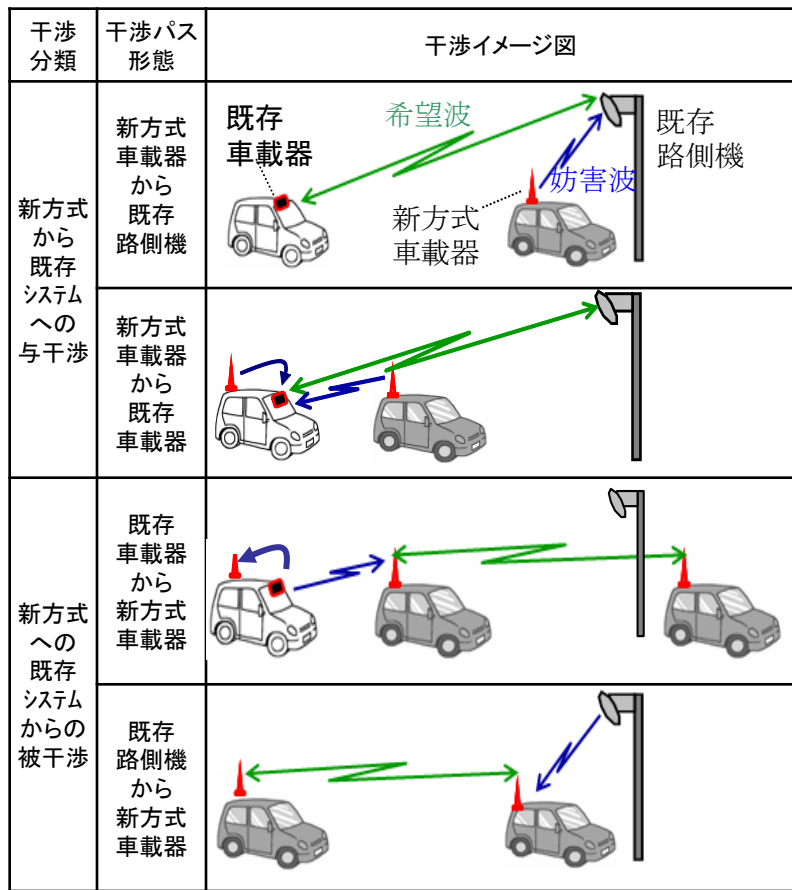 干渉
分類
干渉パス
形態
干渉イメージ図
新方式
から
既存
システム
への
与干渉
新方式
車載器
から
既存
路側機
既存
車載器
希望波
既存
路側機
妨害波
新方式
車載器
新方式
車載器
から
既存
車載器
新方式
への
既存
システム
からの
被干渉
既存
車載器
から
新方式
車載器
既存
路側機
から
新方式
車載器